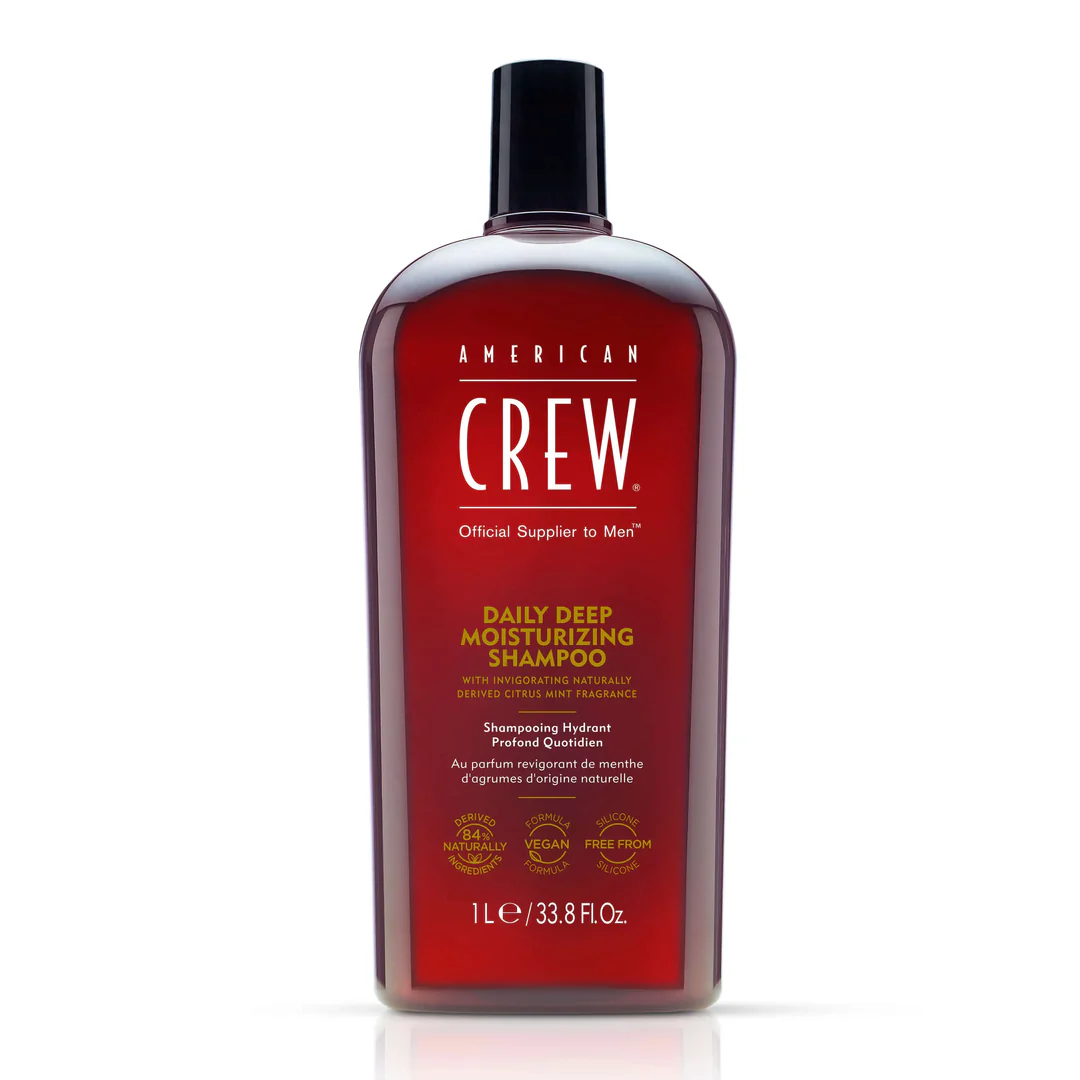 AMERICAN
CREW®
Official Supplier to Men™
DAILY DEEP
MOISTURIZING
SHAMPOO
WITH INVIGORATING NATURALLY
DERIVED CITRUS MINT FRAGRANCE
Shampooing Hydrant
Profond Quotidien
Au parfum revigorant de menthe
d'agrumes d'origine naturelle
DERIVED
84%
NATURALLY
INGREDIENTS
FORMULA
VEGAN
FORMULA
SILICONE
FREE FROM
SILICONE
1 L ℮ / 33.8 Fl.Oz.